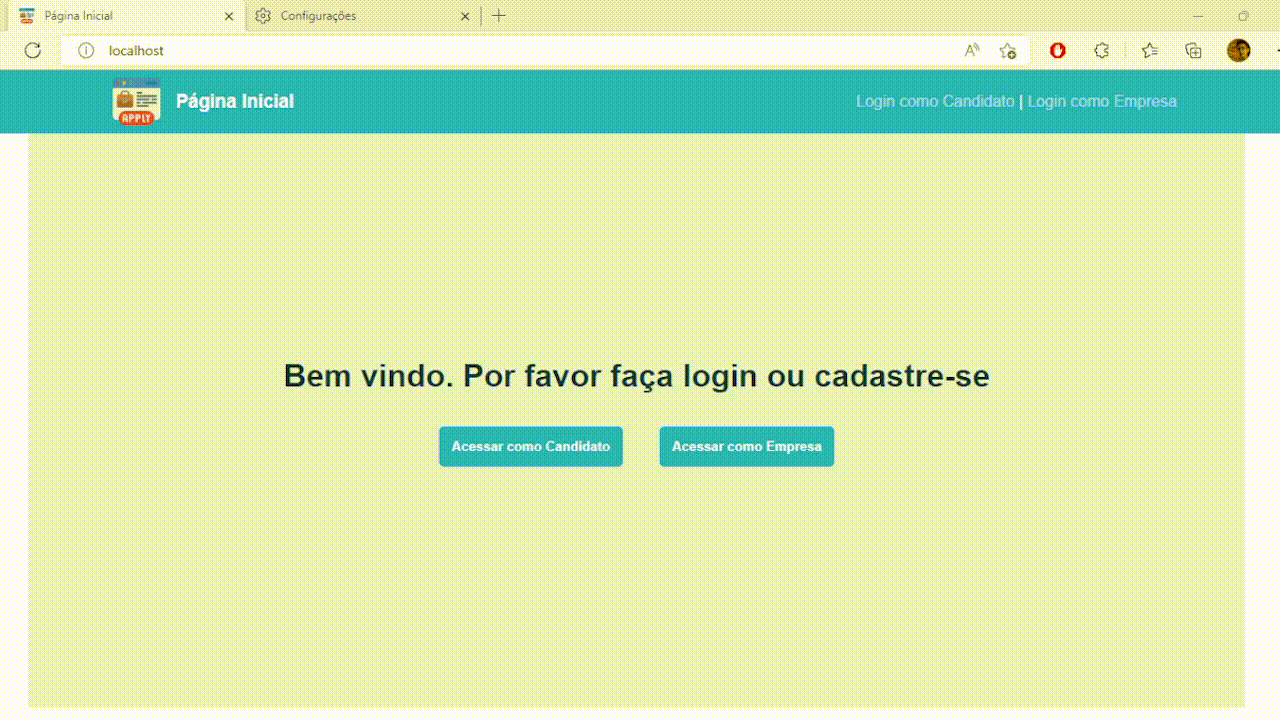 Página Inicial
Configurações
localhost
A
APPLY
Página Inicial
Login como Candidato | Login como Empresa
Bem vindo. Por favor faça login ou cadastre-se
Acessar como Candidato
Acessar como Empresa